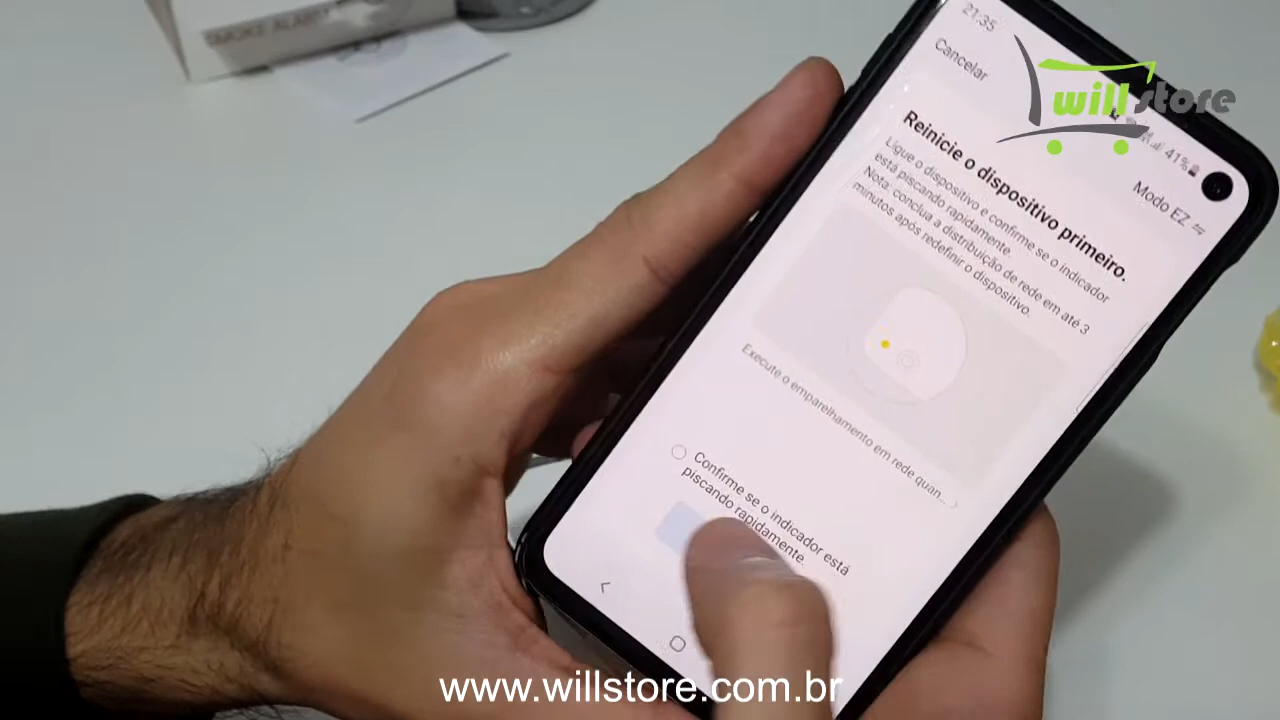 SMOKE ALARM
21:35
41%
Cancelar
Modo EZ
will store
Reinicie o dispositivo primeiro.
Ligue o dispositivo e confirme se o indicador
está piscando rapidamente.
Nota: conclua a distribuição de rede em até 3
minutos após redefinir o dispositivo.
Execute o emparelhamento em rede quan...
Confirme se o indicador está
piscando rapidamente.
www.willstore.com.br